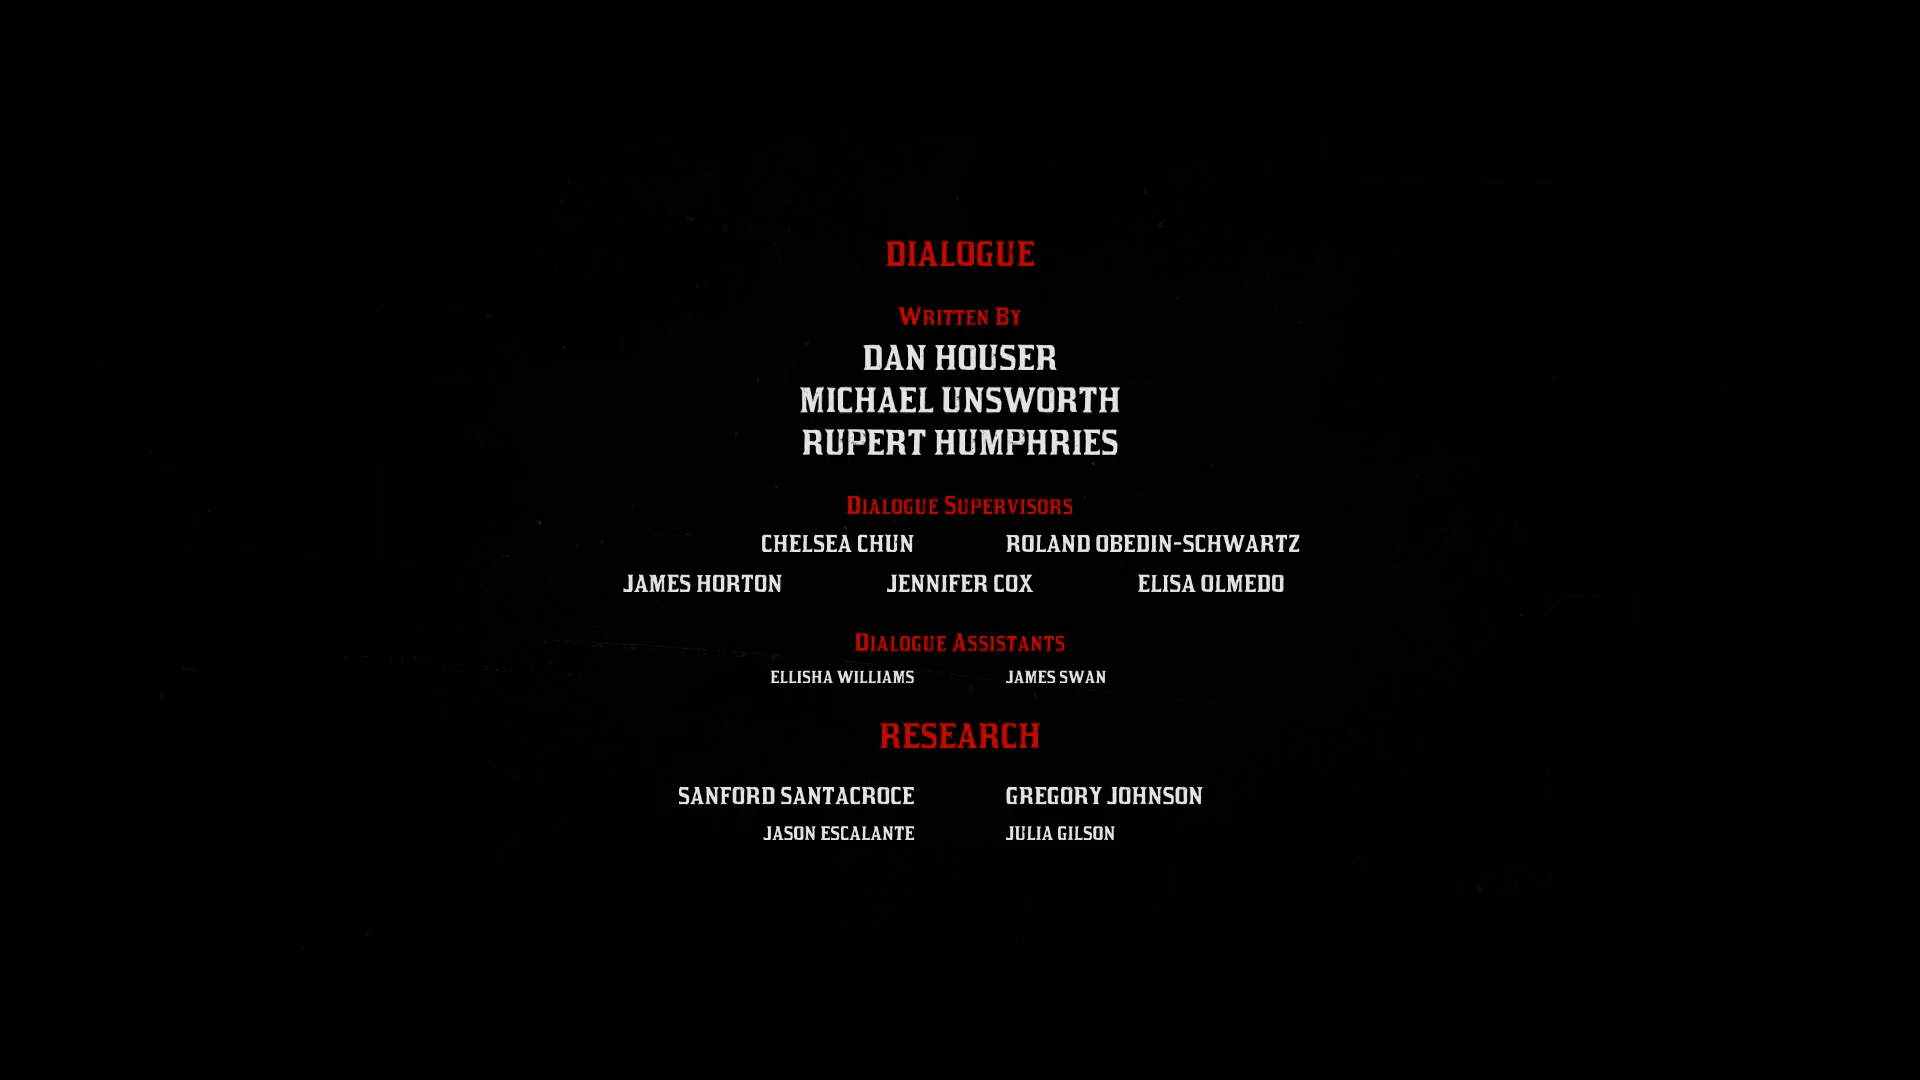 DIALOGUE
WRITTEN BY
DAN HOUSER
MICHAEL UNSWORTH
RUPERT HUMPHRIES
DIALOGUE SUPERVISORS
CHELSEA CHUN ROLAND OBEDIN-SCHWARTZ
JAMES HORTON JENNIFER COX ELISA OLMEDO
DIALOGUE ASSISTANTS
ELLISHA WILLIAMS JAMES SWAN
RESEARCH
SANFORD SANTACROCE GREGORY JOHNSON
JASON ESCALANTE JULIA GILSON